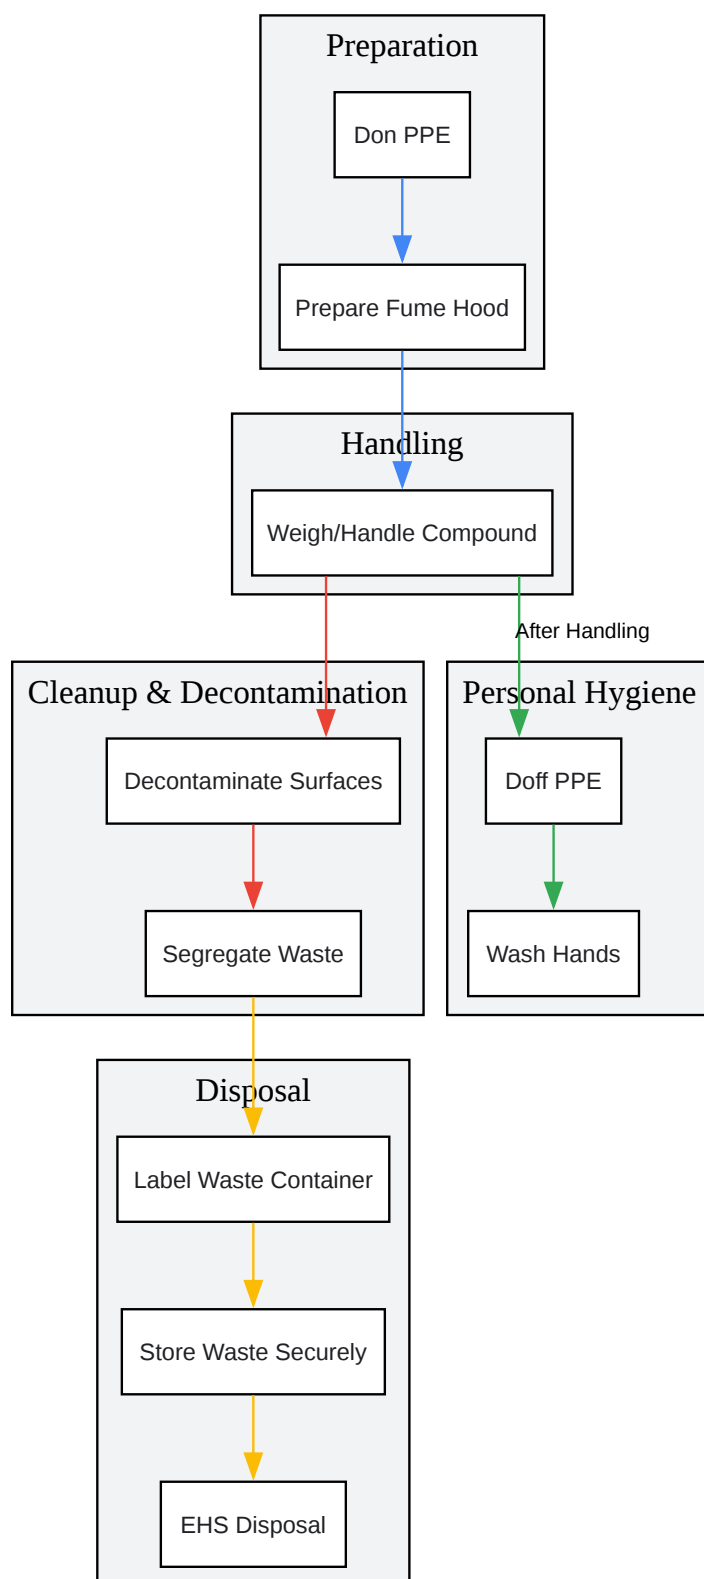 Preparation
Don PPE
Prepare Fume Hood
Handling
Weigh/Handle Compound
After Handling
Cleanup & Decontamination
Decontaminate Surfaces
Segregate Waste
Personal Hygiene
Doff PPE
Wash Hands
Disposal
Label Waste Container
Store Waste Securely
EHS Disposal